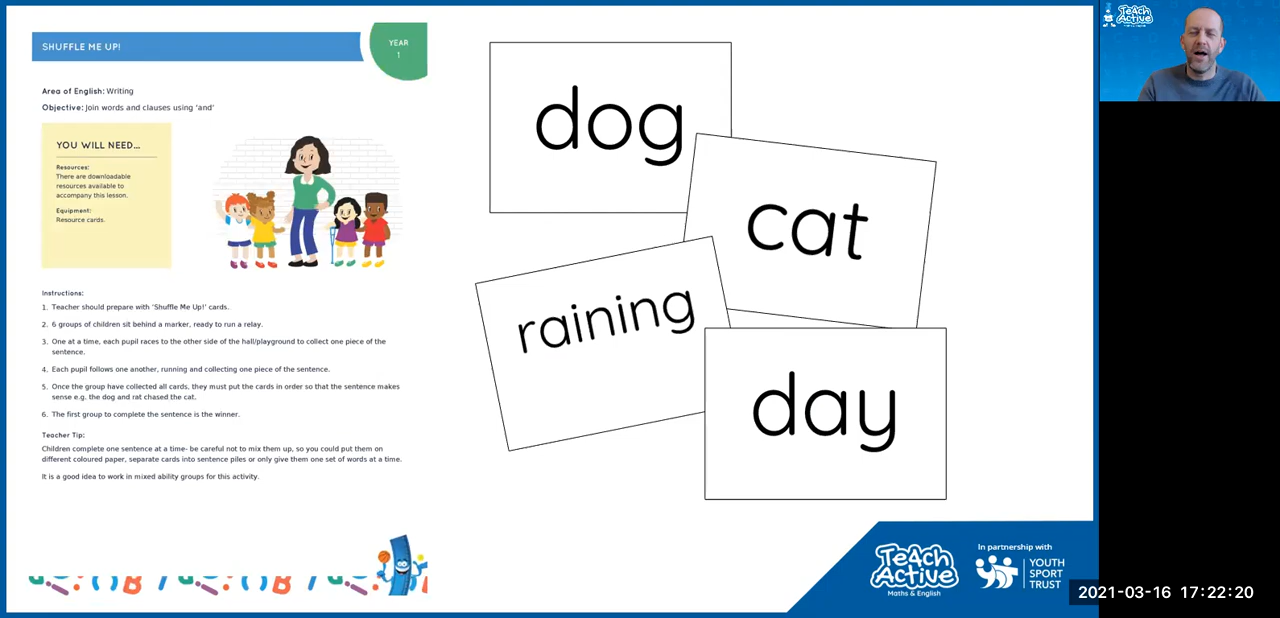 SHUFFLE ME UP!
YEAR
1
Area of English: Writing
Objective: Join words and clauses using 'and'
YOU WILL NEED...
Resources:
There are downloadable
resources available to
accompany this lesson.
Equipment:
Resource cards.
Instructions:
1. Teacher should prepare with 'Shuffle Me Up!' cards.
2. 6 groups of children sit behind a marker, ready to run a relay.
3. One at a time, each pupil races to the other side of the hall/playground to collect one piece of the
sentence.
4. Each pupil follows one another, running and collecting one piece of the sentence.
5. Once the group have collected all cards, they must put the cards in order so that the sentence makes
sense e.g. the dog and rat chased the cat.
6. The first group to complete the sentence is the winner.
Teacher Tip:
Children complete one sentence at a time- be careful not to mix them up, so you could put them on
different coloured paper, separate cards into sentence piles or only give them one set of words at a time.
It is a good idea to work in mixed ability groups for this activity.
dog
cat
raining
day
Teach
Active
Maths & English
In partnership with
YOUTH
SPORT
TRUST
Teach
Active
2021-03-16 17:22:20